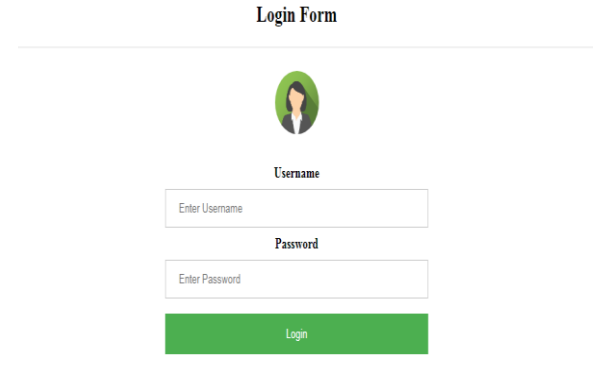 Login Form
Username
Enter Username
Password
Enter Password
Login